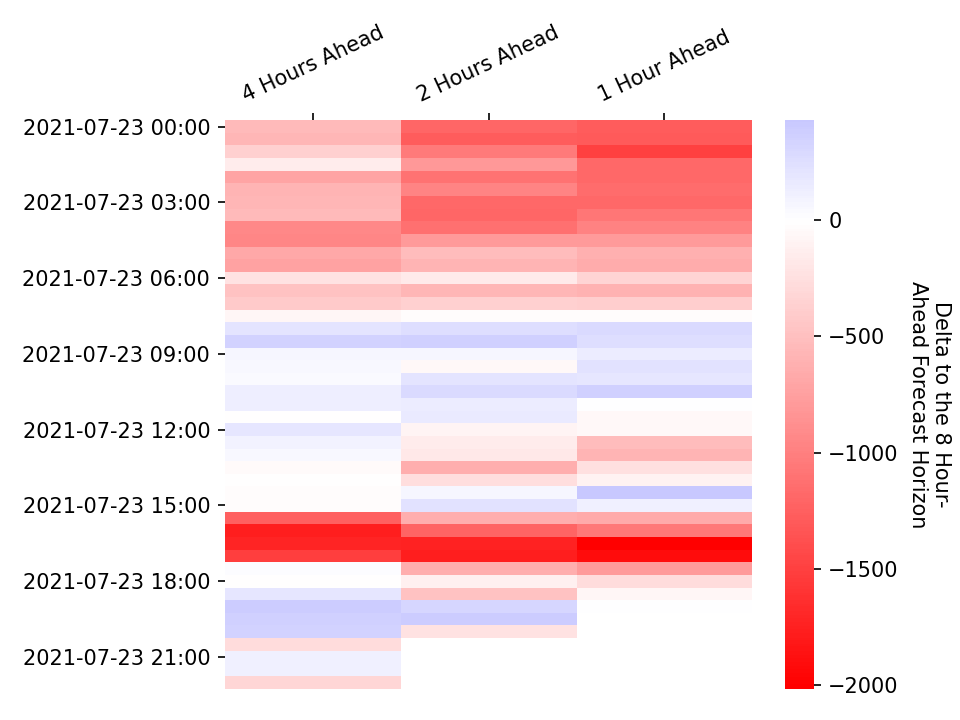 4 Hours Ahead
2 Hours Ahead
1 Hour Ahead
2021-07-23 00:00
2021-07-23 03:00
2021-07-23 06:00
2021-07-23 09:00
2021-07-23 12:00
2021-07-23 15:00
2021-07-23 18:00
2021-07-23 21:00
0
−500
−1000
−1500
−2000
Delta to the 8 Hour-
Ahead Forecast Horizon